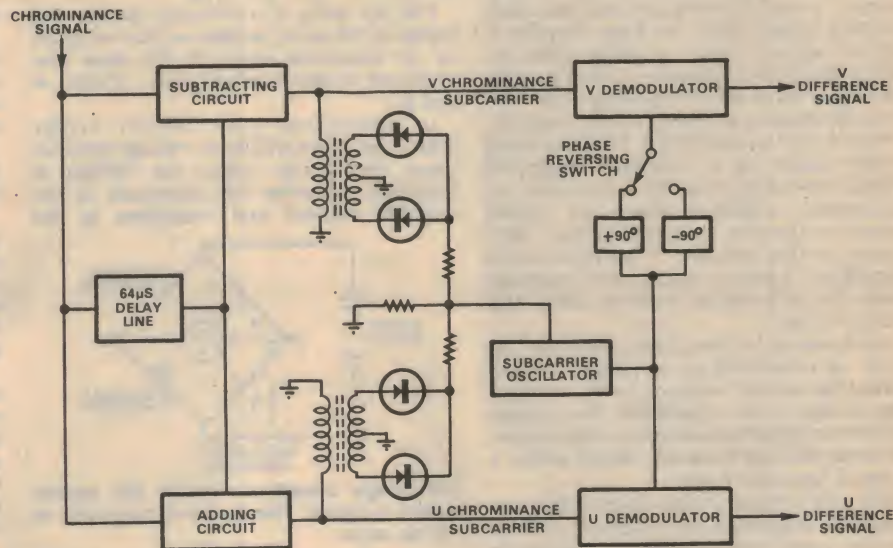 CHROMINANCE
SIGNAL
SUBTRACTING
CIRCUIT
V CHROMINANCE
SUBCARRIER
V DEMODULATOR
V
DIFFERENCE
SIGNAL
PHASE
REVERSING
SWITCH
+90°
-90°
64µS
DELAY
LINE
SUBCARRIER
OSCILLATOR
ADDING
CIRCUIT
U CHROMINANCE
SUBCARRIER
U DEMODULATOR
U
DIFFERENCE
SIGNAL